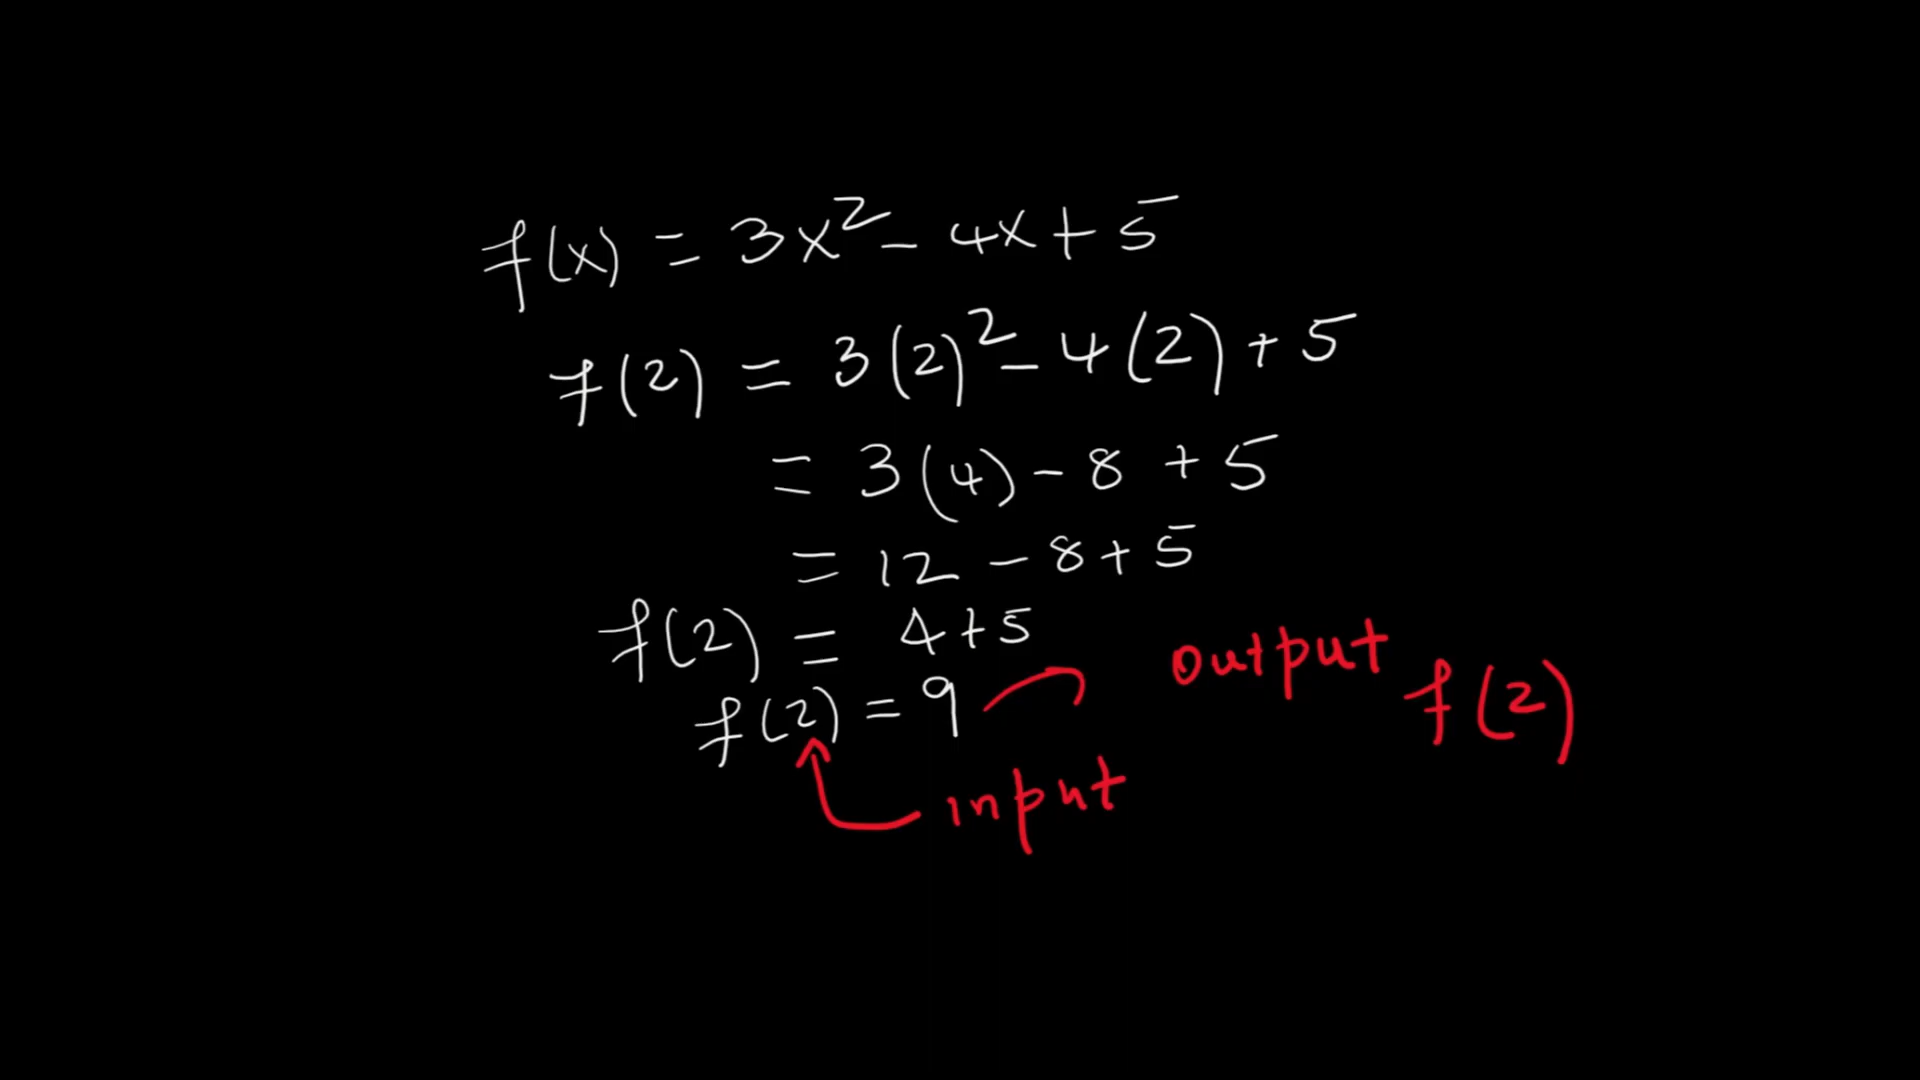 f(x) = 3x² - 4x + 5
f(2) = 3(2)² - 4(2) + 5
= 3(4) - 8 + 5
= 12 - 8 + 5
f(2) = 4 + 5
output f(2)
f(2) = 9
input